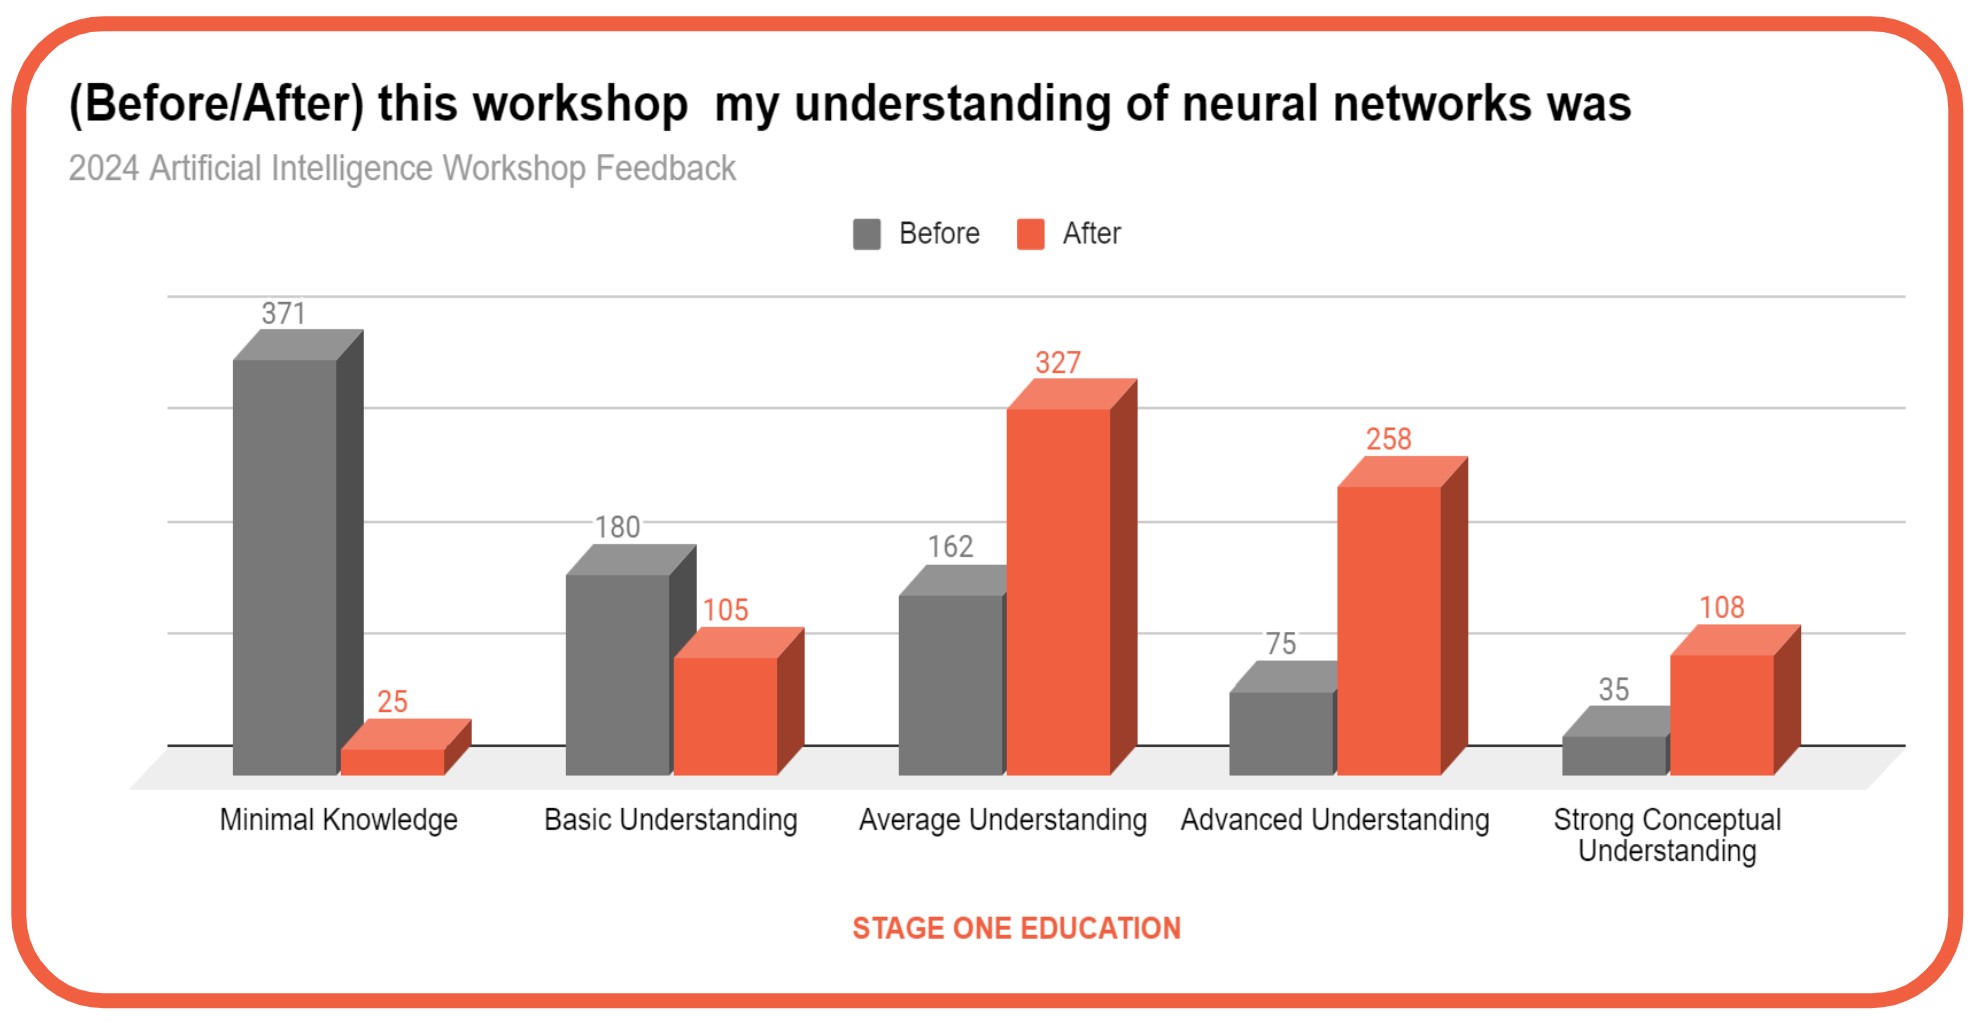 (Before/After) this workshop  my understanding of neural networks was
2024 Artificial Intelligence Workshop Feedback
Before After
371
25
180
105
162
327
75
258
35
108
Minimal Knowledge
Basic Understanding
Average Understanding
Advanced Understanding
Strong Conceptual
Understanding
STAGE ONE EDUCATION